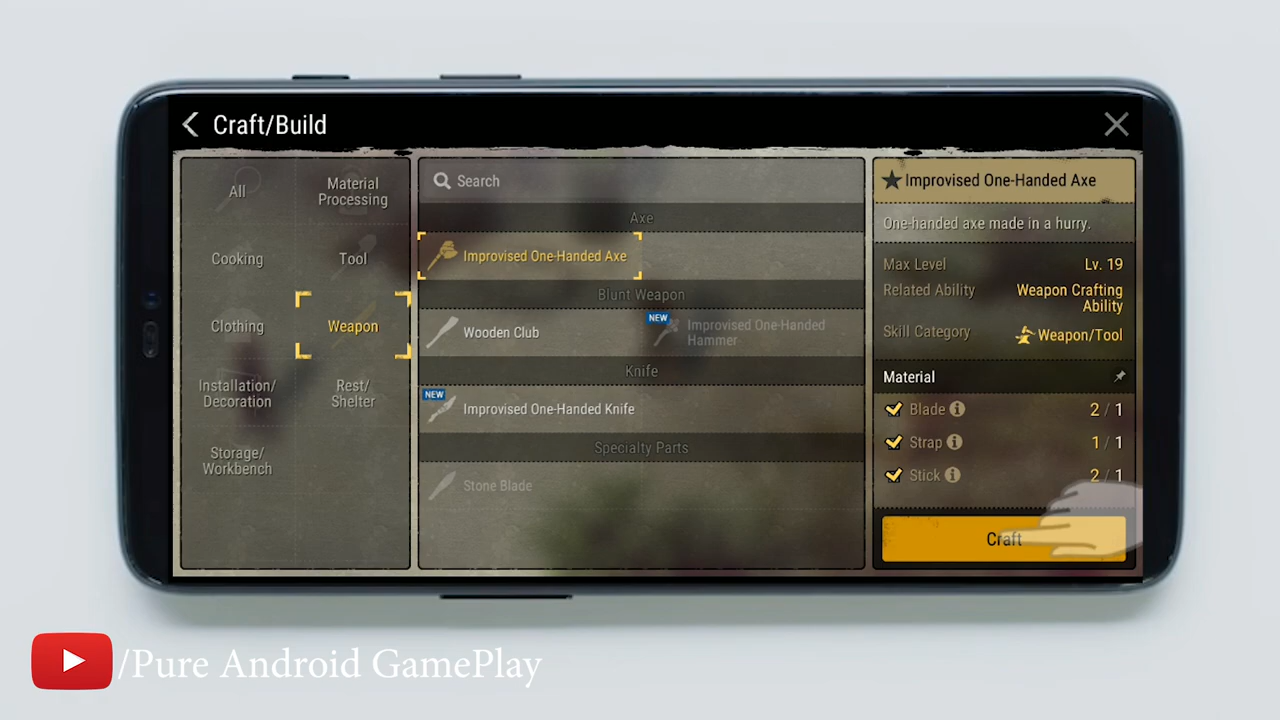 Craft/Build
All
Material
Processing
Cooking
Tool
Clothing
Weapon
Installation/
Decoration
Rest/
Shelter
Storage/
Workbench
Search
Axe
Improvised One-Handed Axe
Blunt Weapon
Wooden Club
NEW
Improvised One-Handed
Hammer
Knife
NEW
Improvised One-Handed Knife
Specialty Parts
Stone Blade
Improvised One-Handed Axe
One-handed axe made in a hurry.
Max Level Lv. 19
Related Ability Weapon Crafting
Ability
Skill Category Weapon/Tool
Material
Blade 2 / 1
Strap 1 / 1
Stick 2 / 1
Craft
/Pure Android GamePlay